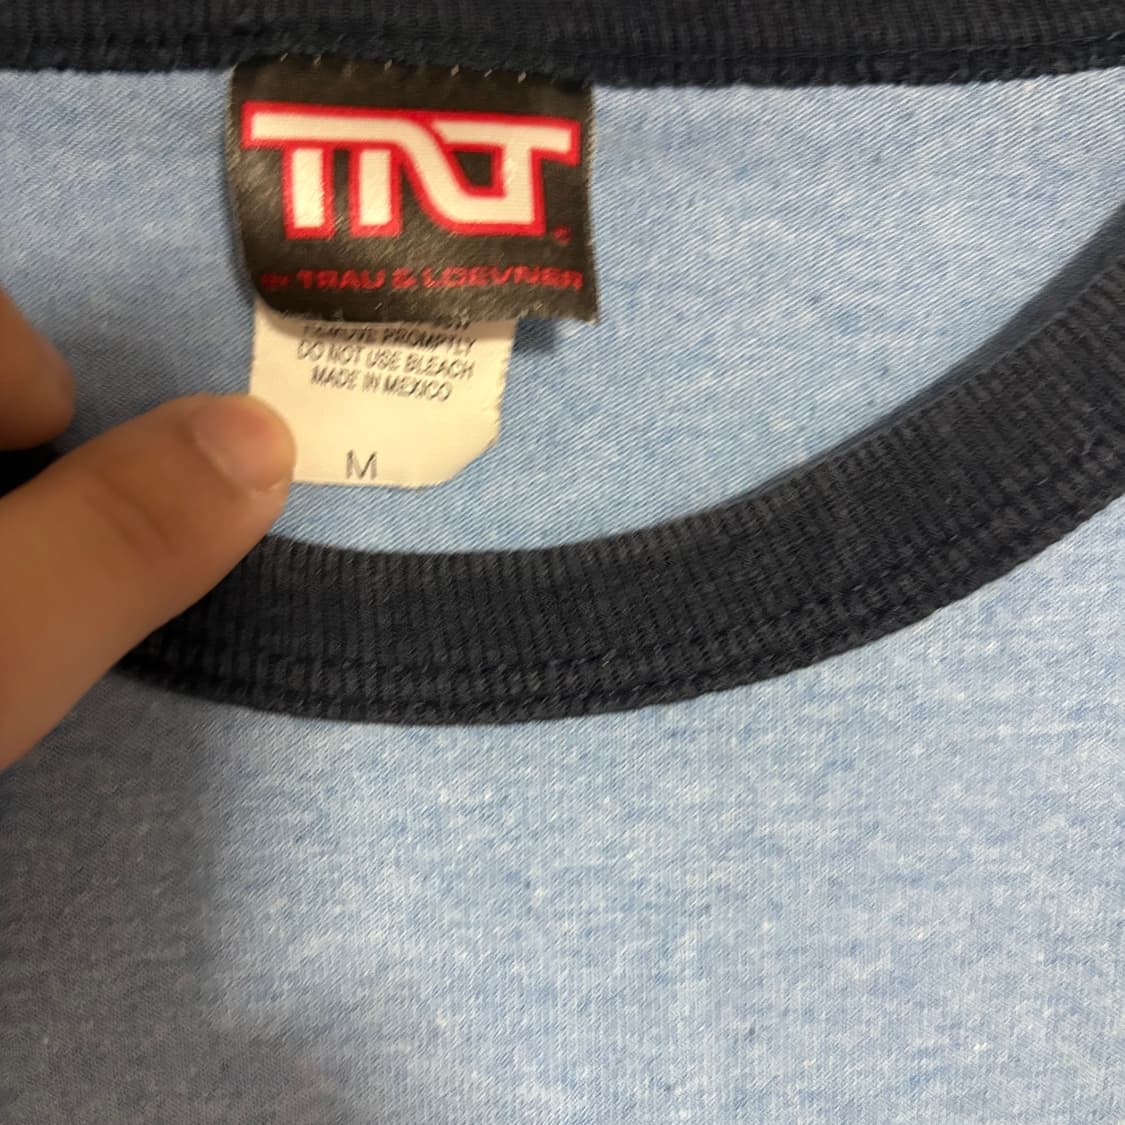 TNT
BY TRAU & LOEVNER
REMOVE PROMPTLY
DO NOT USE BLEACH
MADE IN MEXICO
M